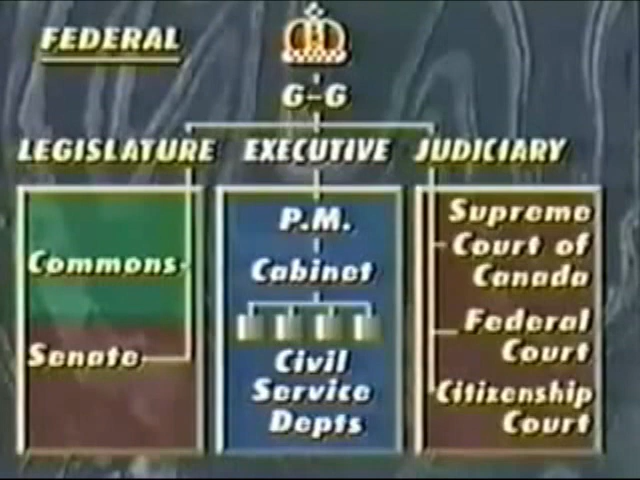 FEDERAL
G-G
LEGISLATURE EXECUTIVE JUDICIARY
Commons
Senate
P.M.
Cabinet
Civil
Service
Depts
Supreme
Court of
Canada
Federal
Court
Citizenship
Court